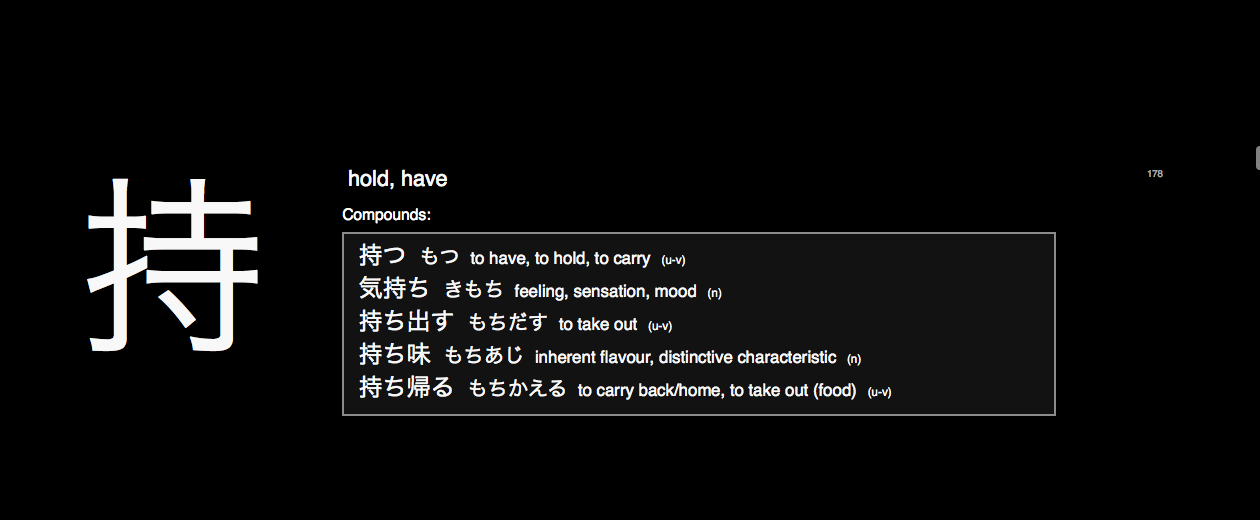 持
hold, have
178
Compounds:
持つ もつ to have, to hold, to carry (u-v)
気持ち きもち feeling, sensation, mood (n)
持ち出す もちだす to take out (u-v)
持ち味 もちあじ inherent flavour, distinctive characteristic (n)
持ち帰る もちかえる to carry back/home, to take out (food) (u-v)